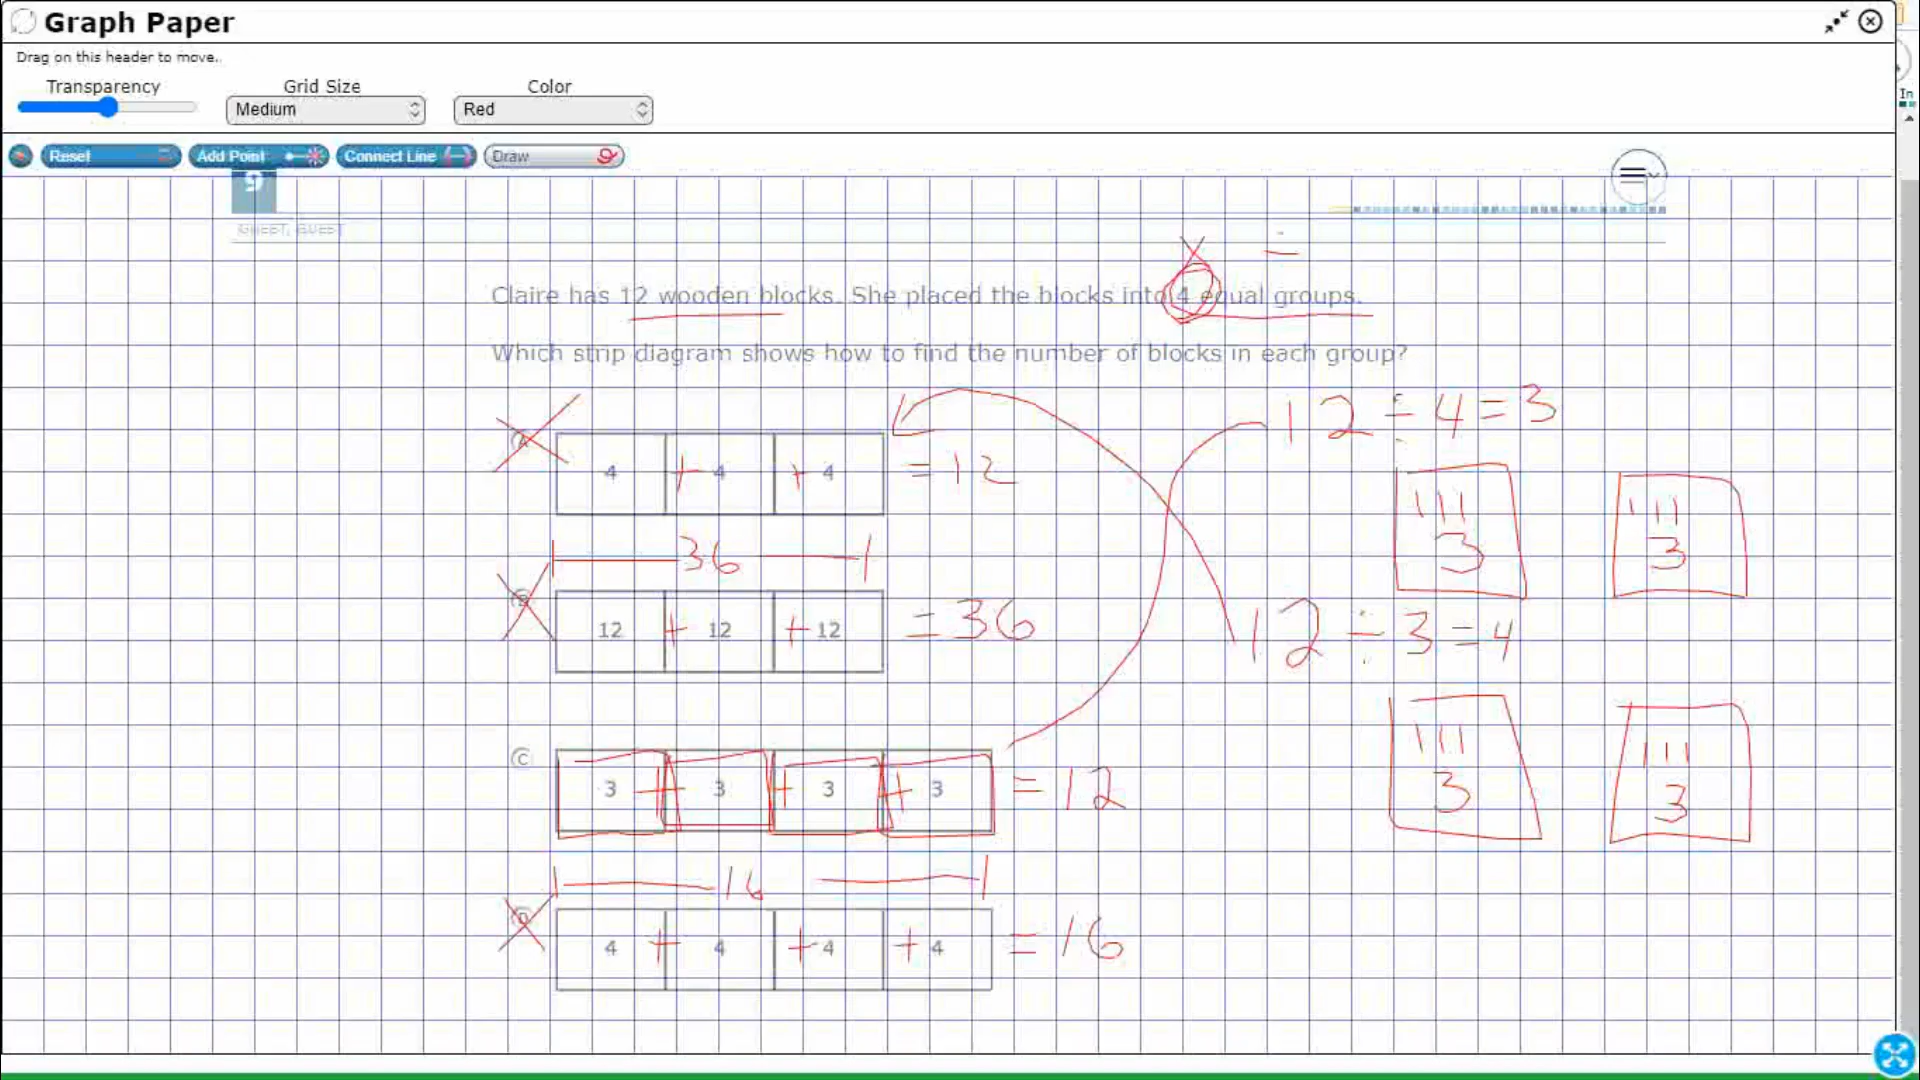 Graph Paper
Drag on this header to move..
Transparency Grid Size Color
Medium Red
In
Reset Add Point Connect Line Draw
9
GUEST, GUEST
X ÷
Claire has 12 wooden blocks. She placed the blocks into 4 equal groups.
Which strip diagram shows how to find the number of blocks in each group?
12 ÷ 4 = 3
A 4 + 4 + 4 = 12
3 3
36
B 12 + 12 + 12 = 36
12 ÷ 3 = 4
C 3 + 3 + 3 + 3 = 12
3 3
16
D 4 + 4 + 4 + 4 = 16